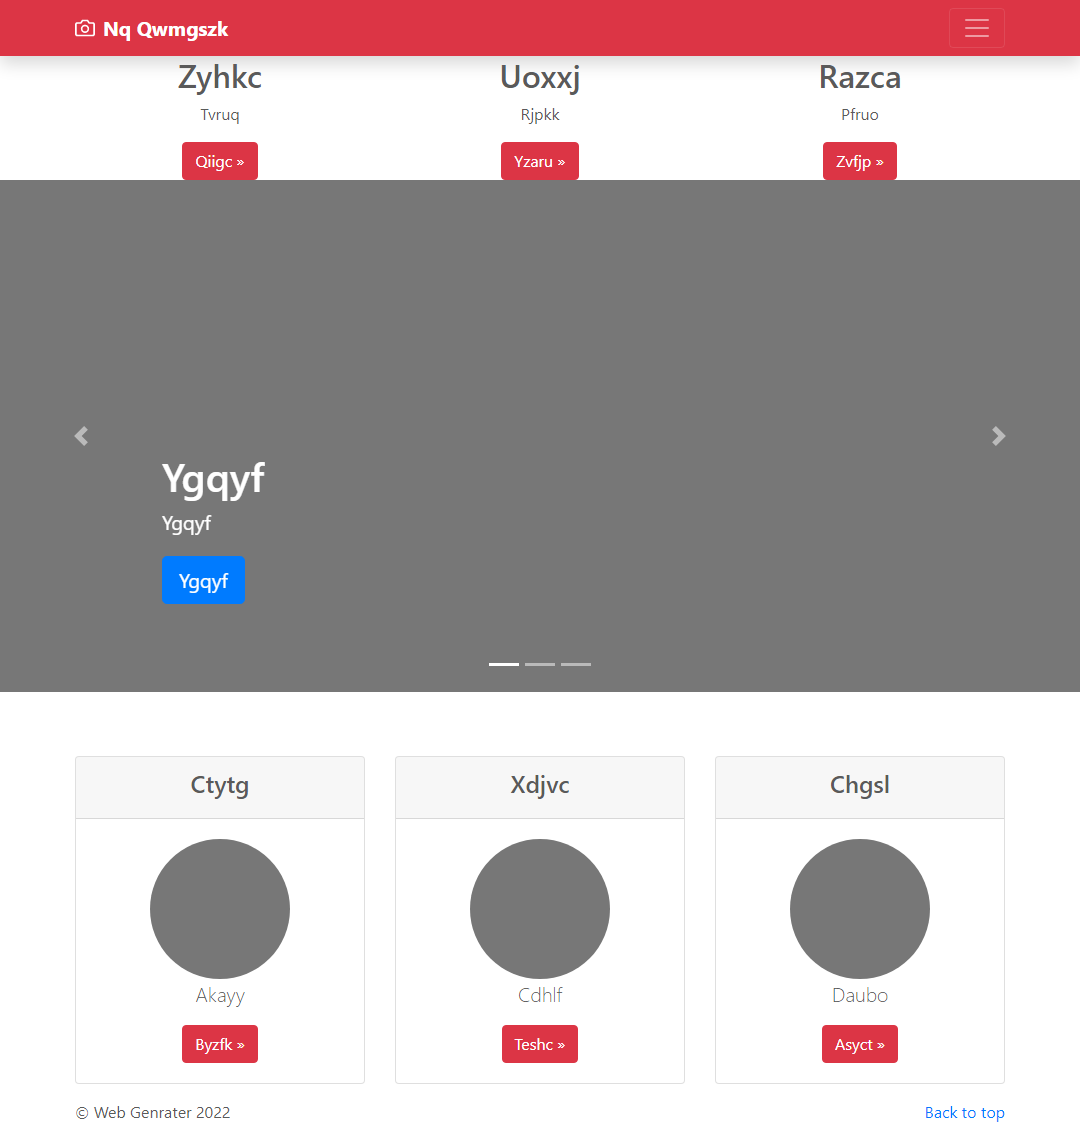 Nq Qwmgszk
Zyhkc
Tvruq
Qiigc »
Uoxxj
Rjpkk
Yzaru »
Razca
Pfruo
Zvfjp »
Ygqyf
Ygqyf
Ygqyf
Ctytg
Akayy
Byzfk »
Xdjvc
Cdhlf
Teshc »
Chgsl
Daubo
Asyct »
© Web Genrater 2022
Back to top